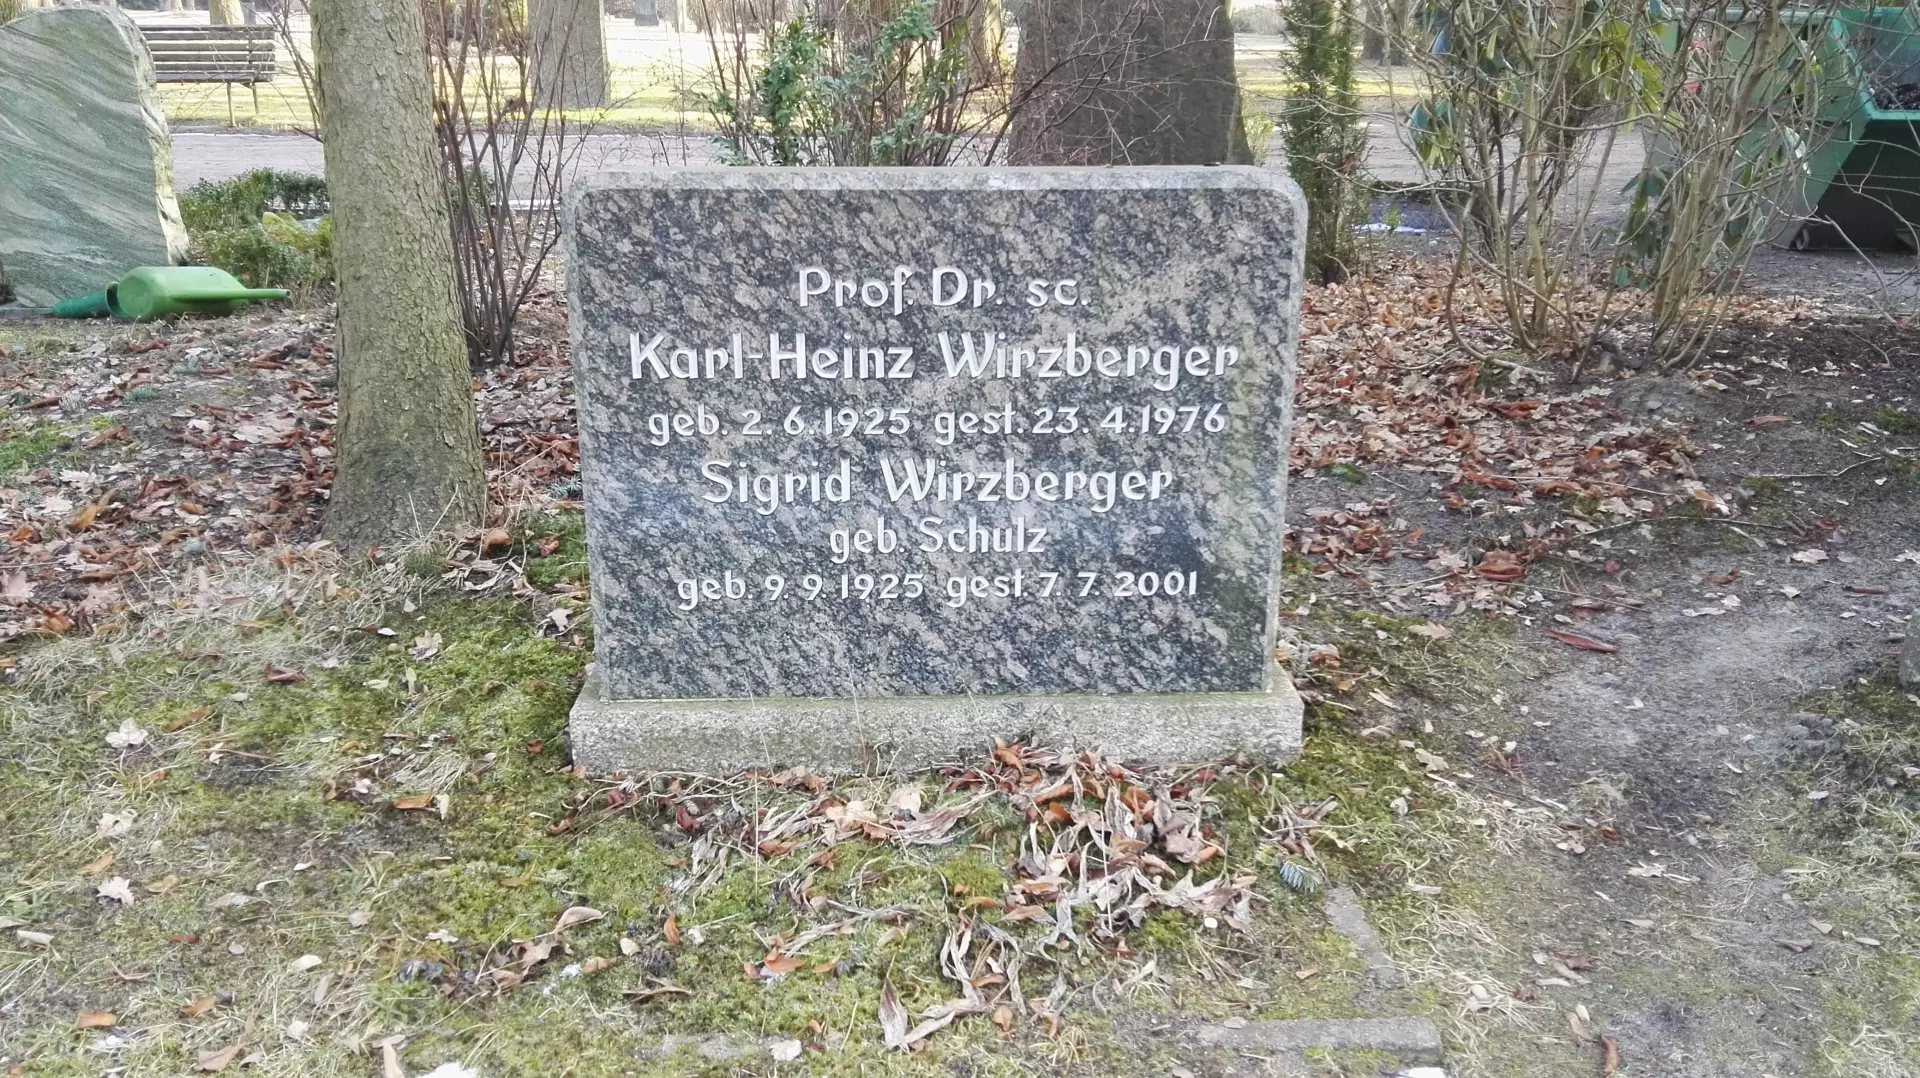 Prof. Dr. sc.
Karl-Heinz Wirzberger
geb. 2.6.1925 gest. 23.4.1976
Sigrid Wirzberger
geb. Schulz
geb. 9.9.1925 gest. 7.7.2001